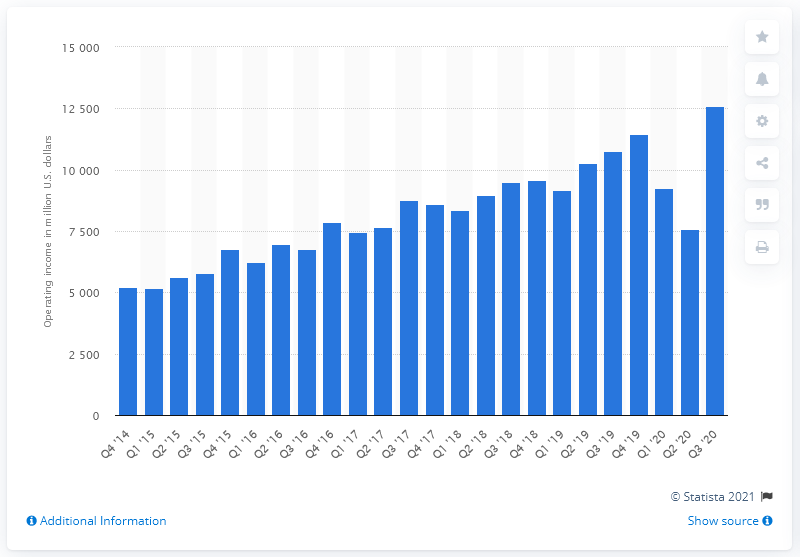 15 000
12 500
10 000
7 500
5 000
2 500
0
Operating income in million U.S. dollars
Q4 '14
Q1 '15
Q2 '15
Q3 '15
Q4 '15
Q1 '16
Q2 '16
Q3 '16
Q4 '16
Q1 '17
Q2 '17
Q3 '17
Q4 '17
Q1 '18
Q2 '18
Q3 '18
Q4 '18
Q1 '19
Q2 '19
Q3 '19
Q4 '19
Q1 '20
Q2 '20
Q3 '20
© Statista 2021
Additional Information
Show source